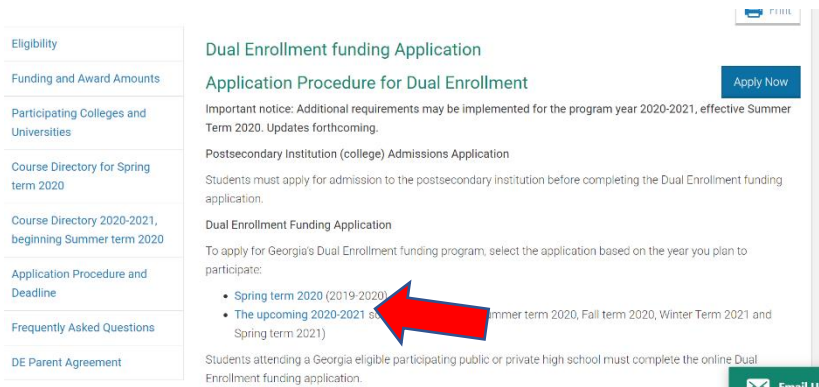 Print
Eligibility
Funding and Award Amounts
Participating Colleges and
Universities
Course Directory for Spring
term 2020
Course Directory 2020-2021,
beginning Summer term 2020
Application Procedure and
Deadline
Frequently Asked Questions
DE Parent Agreement
Dual Enrollment funding Application
Application Procedure for Dual Enrollment
Apply Now
Important notice: Additional requirements may be implemented for the program year 2020-2021, effective Summer
Term 2020. Updates forthcoming.
Postsecondary Institution (college) Admissions Application
Students must apply for admission to the postsecondary institution before completing the Dual Enrollment funding
application.
Dual Enrollment Funding Application
To apply for Georgia's Dual Enrollment funding program, select the application based on the year you plan to
participate:
• Spring term 2020 (2019-2020)
• The upcoming 2020-2021 term 2020, Fall term 2020, Winter Term 2021 and
Spring term 2021)
Students attending a Georgia eligible participating public or private high school must complete the online Dual
Enrollment funding application.
Email